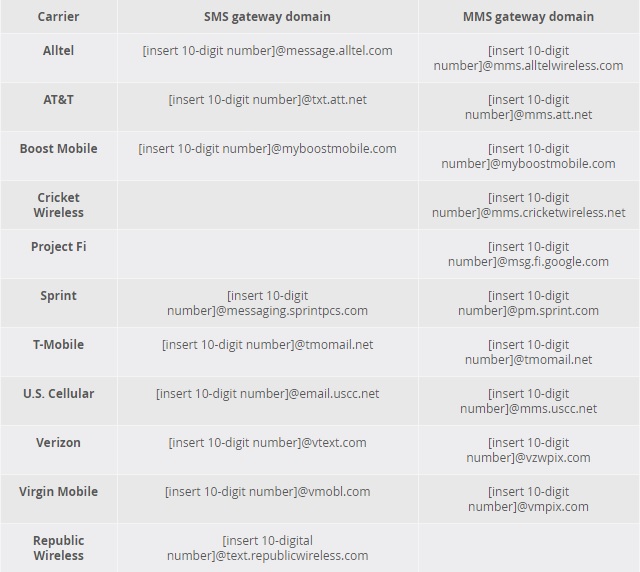 Carrier SMS gateway domain MMS gateway domain
Alltel [insert 10-digit number]@message.alltel.com [insert 10-digit
number]@mms.alltelwireless.com
AT&T [insert 10-digit number]@txt.att.net [insert 10-digit
number]@mms.att.net
Boost Mobile [insert 10-digit number]@myboostmobile.com [insert 10-digit
number]@myboostmobile.com
Cricket [insert 10-digit
Wireless number]@mms.cricketwireless.net
Project Fi [insert 10-digit
number]@msg.fi.google.com
Sprint [insert 10-digit [insert 10-digit
number]@messaging.sprintpcs.com number]@pm.sprint.com
T-Mobile [insert 10-digit number]@tmomail.net [insert 10-digit
number]@tmomail.net
U.S. Cellular [insert 10-digit number]@email.uscc.net [insert 10-digit
number]@mms.uscc.net
Verizon [insert 10-digit number]@vtext.com [insert 10-digit
number]@vzwpix.com
Virgin Mobile [insert 10-digit number]@vmobl.com [insert 10-digit
number]@vmpix.com
Republic [insert 10-digital
Wireless number]@text.republicwireless.com